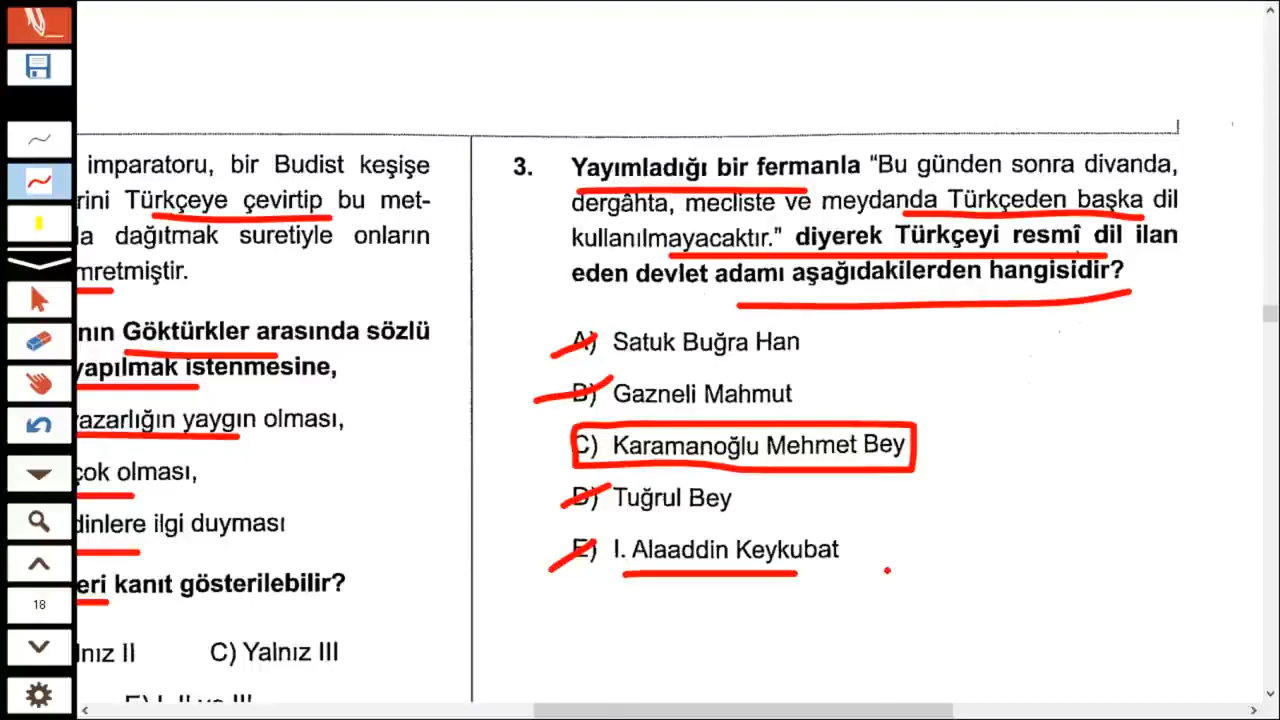 imparatoru, bir Budist keşişe
rini Türkçeye çevirtip bu met-
la dağıtmak suretiyle onların
mretmiştir.
nın Göktürkler arasında sözlü
yapılmak istenmesine,
yazarlığın yaygın olması,
çok olması,
dinlere ilgi duyması
eri kanıt gösterilebilir?
lnız II C) Yalnız III
3. Yayımladığı bir fermanla “Bu günden sonra divanda,
dergâhta, mecliste ve meydanda Türkçeden başka dil
kullanılmayacaktır.” diyerek Türkçeyi resmî dil ilan
eden devlet adamı aşağıdakilerden hangisidir?
A) Satuk Buğra Han
B) Gazneli Mahmut
C) Karamanoğlu Mehmet Bey
D) Tuğrul Bey
E) I. Alaaddin Keykubat
18